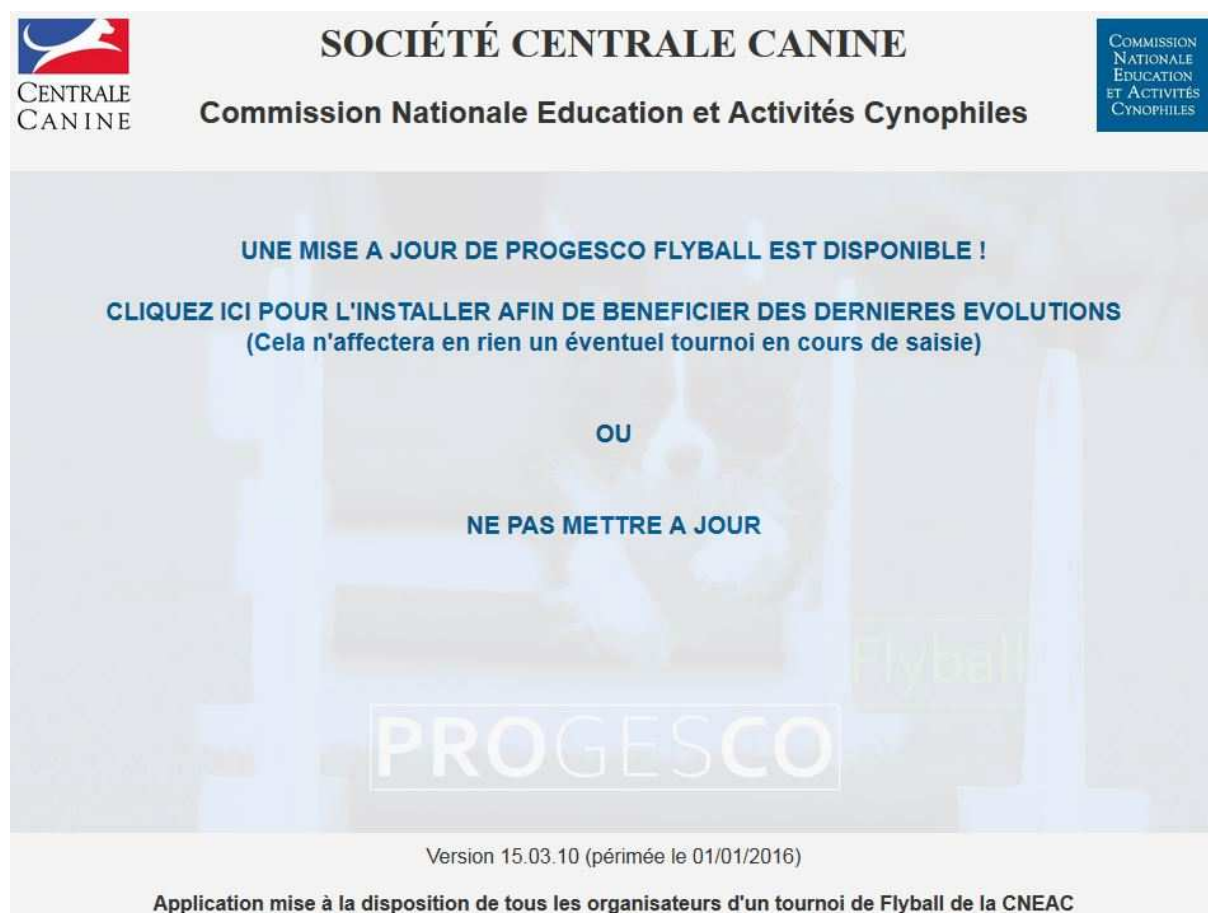 CENTRALE
CANINE
SOCIÉTÉ CENTRALE CANINE
Commission Nationale Education et Activités Cynophiles
COMMISSION
NATIONALE
EDUCATION
ET ACTIVITÉS
CYNOPHILES
UNE MISE A JOUR DE PROGESCO FLYBALL EST DISPONIBLE !
CLIQUEZ ICI POUR L'INSTALLER AFIN DE BENEFICIER DES DERNIERES EVOLUTIONS
(Cela n'affectera en rien un éventuel tournoi en cours de saisie)
OU
NE PAS METTRE A JOUR
Flyball
PROGESCO
Version 15.03.10 (périmée le 01/01/2016)
Application mise à la disposition de tous les organisateurs d'un tournoi de Flyball de la CNEAC